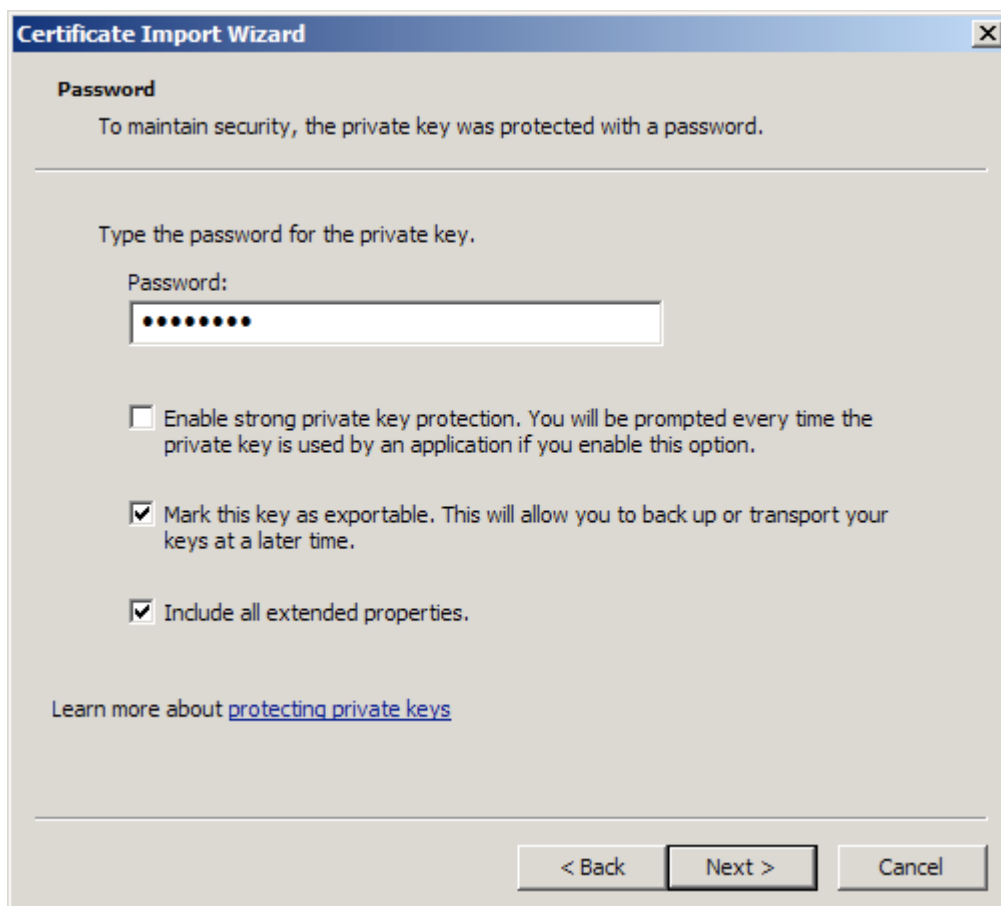 Certificate Import Wizard
Password
To maintain security, the private key was protected with a password.
Type the password for the private key.
Password:
••••••••
Enable strong private key protection. You will be prompted every time the
private key is used by an application if you enable this option.
Mark this key as exportable. This will allow you to back up or transport your
keys at a later time.
Include all extended properties.
Learn more about protecting private keys
< Back Next > Cancel